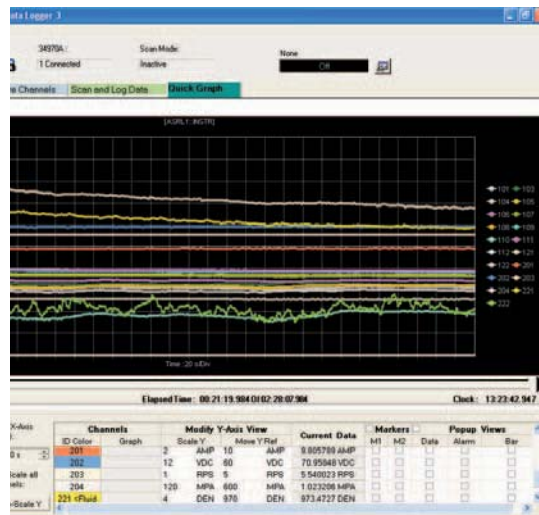 ata Logger 3
34970A:
Scan Mode:
1 Connected
Inactive
None
Off
e Channels
Scan and Log Data
Quick Graph
[ASRL1::INSTR]
101 103
104 105
106 107
108 109
110 111
112 121
122 201
202 203
204 221
222
Time :20 s/Div
Elapsed Time: 00:21:19.984 Of 02:28:07.984
Clock: 13:23:42.947
X-Axis
Channels
Modify Y-Axis View
Current Data
Markers
Popup Views
ID Color
Graph
Scale Y
Move Y Ref
M1
M2
Data
Alarm
Bar
201
2
AMP
10
AMP
9.805789 AMP
0 s
202
12
VDC
60
VDC
70.95848 VDC
Scale all
203
1
RPS
5
RPS
5.540023 RPS
nels:
204
120
MPA
600
MPA
1.023206 MPA
-Scale Y
221 <Fluid
4
DEN
970
DEN
973.4727 DEN